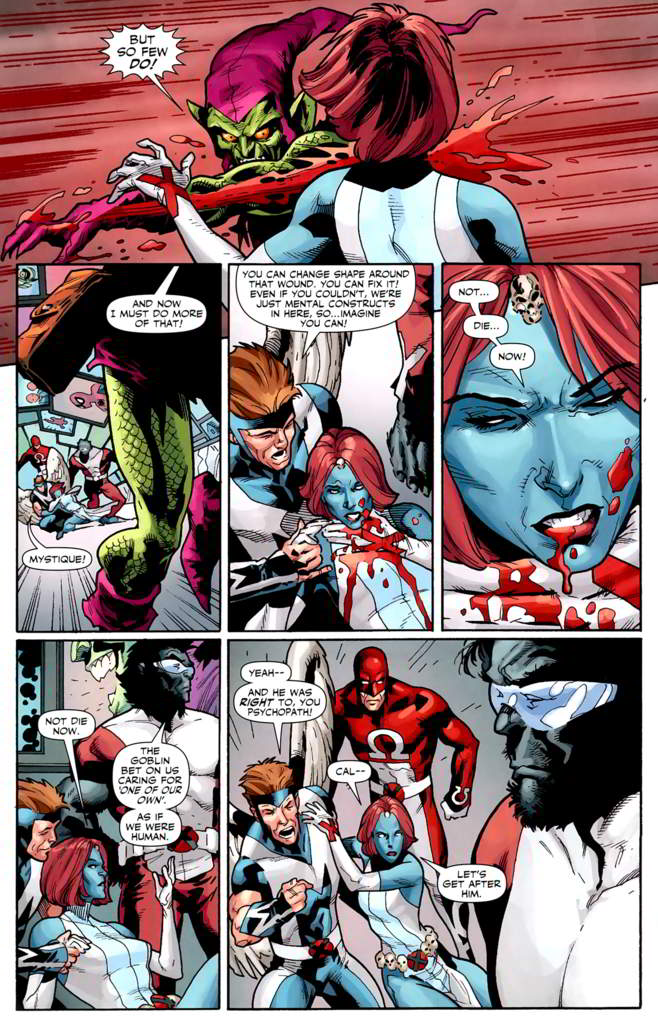 BUT
SO FEW
DO!
AND NOW
I MUST DO MORE
OF THAT!
MYSTIQUE!
YOU CAN CHANGE SHAPE AROUND
THAT WOUND. YOU CAN FIX IT!
EVEN IF YOU COULDN'T, WE'RE
JUST MENTAL CONSTRUCTS
IN HERE, SO...IMAGINE
YOU CAN!
NOT...
DIE...
NOW!
NOT DIE
NOW.
THE
GOBLIN
BET ON US
CARING FOR
'ONE OF OUR
OWN'.
AS IF
WE WERE
HUMAN.
YEAH--
AND HE WAS
RIGHT TO, YOU
PSYCHOPATH!
CAL--
LET'S
GET AFTER
HIM.